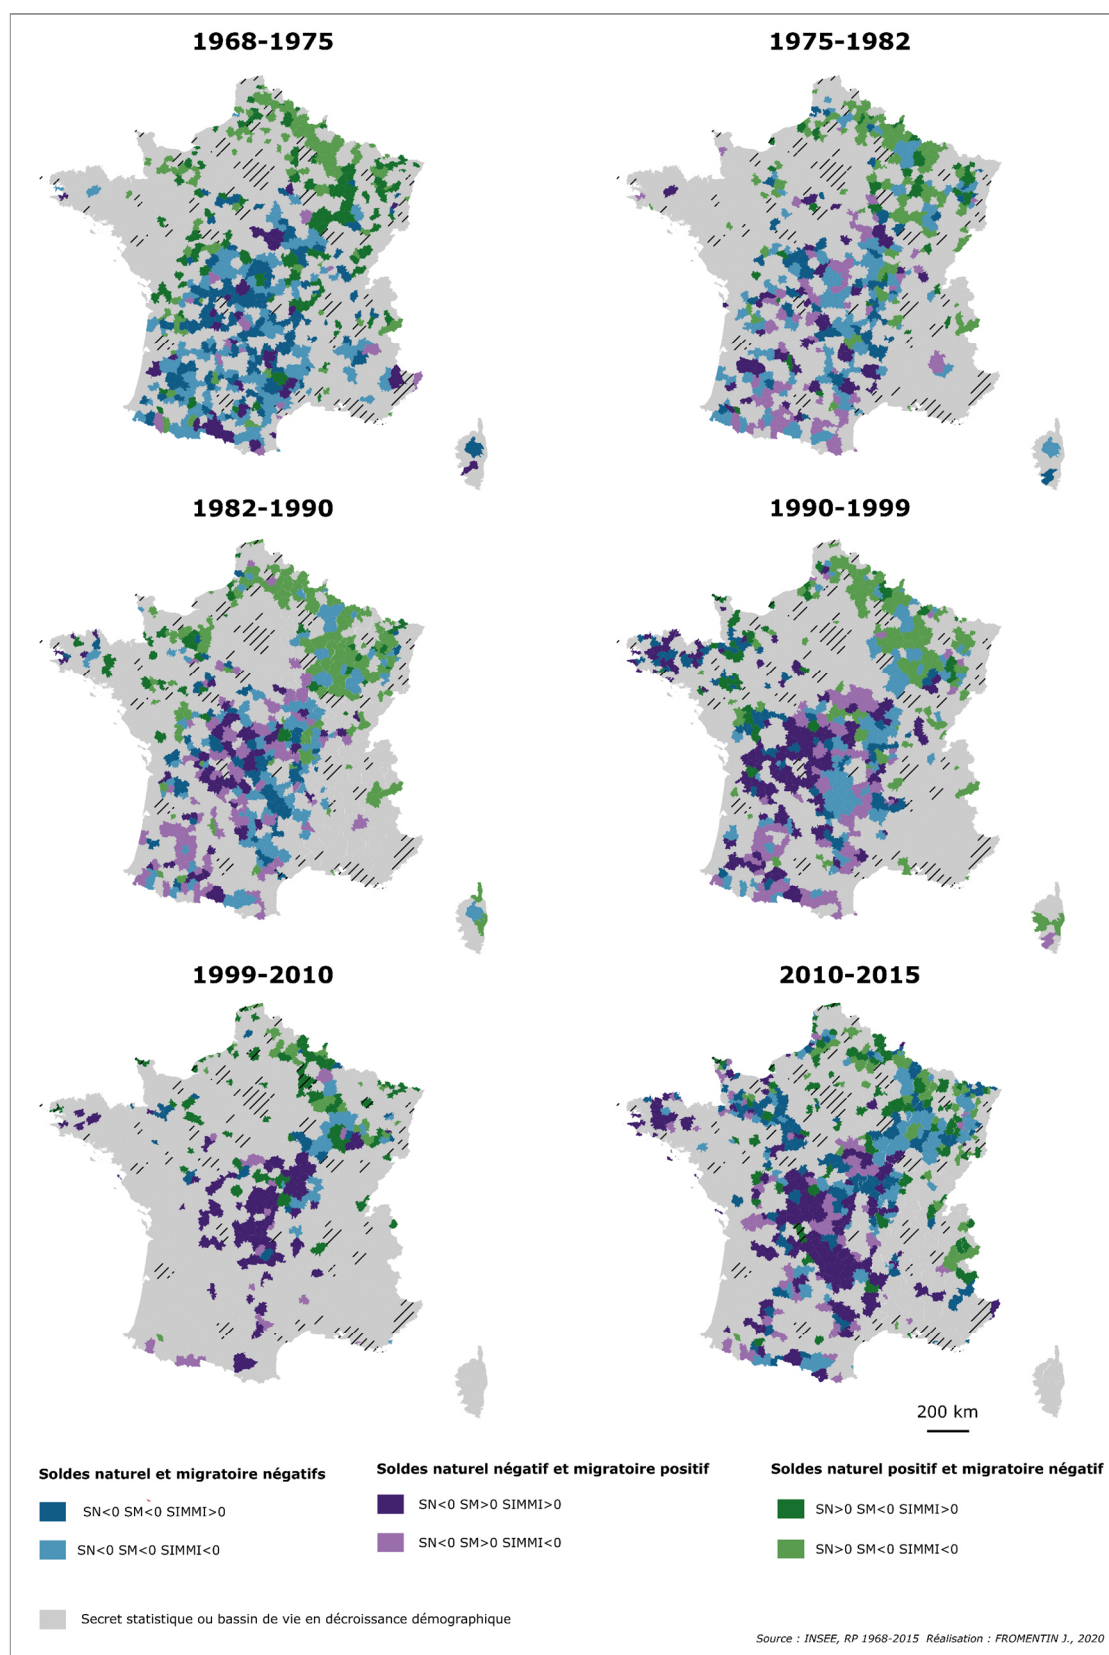 1968-1975
1975-1982
1982-1990
1990-1999
1999-2010
2010-2015
200 km
Soldes naturel et migratoire négatifs
SN<0 SM<0 SIMMI>0
SN<0 SM<0 SIMMI<0
Soldes naturel négatif et migratoire positif
SN<0 SM>0 SIMMI>0
SN<0 SM>0 SIMMI<0
Soldes naturel positif et migratoire négatif
SN>0 SM<0 SIMMI>0
SN>0 SM<0 SIMMI<0
Secret statistique ou bassin de vie en décroissance démographique
Source : INSEE, RP 1968-2015 Réalisation : FROMENTIN J., 2020